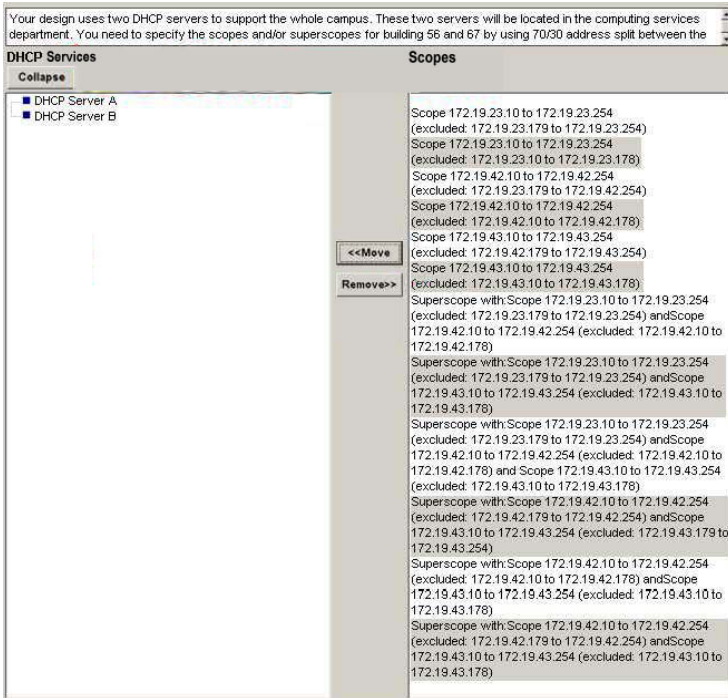 Your design uses two DHCP servers to support the whole campus. These two servers will be located in the computing services
department. You need to specify the scopes and/or superscopes for building 56 and 67 by using 70/30 address split between the
DHCP Services
Scopes
Collapse
DHCP Server A
DHCP Server B
<<Move
Remove>>
Scope 172.19.23.10 to 172.19.23.254
(excluded: 172.19.23.179 to 172.19.23.254)
Scope 172.19.23.10 to 172.19.23.254
(excluded: 172.19.23.10 to 172.19.23.178)
Scope 172.19.42.10 to 172.19.42.254
(excluded: 172.19.23.179 to 172.19.42.254)
Scope 172.19.42.10 to 172.19.42.254
(excluded: 172.19.42.10 to 172.19.42.178)
Scope 172.19.43.10 to 172.19.43.254
(excluded: 172.19.42.179 to 172.19.43.254)
Scope 172.19.43.10 to 172.19.43.254
(excluded: 172.19.43.10 to 172.19.43.178)
Superscope with:Scope 172.19.23.10 to 172.19.23.254
(excluded: 172.19.23.179 to 172.19.23.254) andScope
172.19.42.10 to 172.19.42.254 (excluded: 172.19.42.10 to
172.19.42.178)
Superscope with:Scope 172.19.23.10 to 172.19.23.254
(excluded: 172.19.23.179 to 172.19.23.254) andScope
172.19.43.10 to 172.19.43.254 (excluded: 172.19.43.10 to
172.19.43.178)
Superscope with:Scope 172.19.23.10 to 172.19.23.254
(excluded: 172.19.23.179 to 172.19.23.254) andScope
172.19.42.10 to 172.19.42.254 (excluded: 172.19.42.10 to
172.19.42.178) and Scope 172.19.43.10 to 172.19.43.254
(excluded: 172.19.43.10 to 172.19.43.178)
Superscope with:Scope 172.19.42.10 to 172.19.42.254
(excluded: 172.19.42.179 to 172.19.42.254) andScope
172.19.43.10 to 172.19.43.254 (excluded: 172.19.43.179 to
172.19.43.254)
Superscope with:Scope 172.19.42.10 to 172.19.42.254
(excluded: 172.19.42.10 to 172.19.42.178) andScope
172.19.43.10 to 172.19.43.254 (excluded: 172.19.43.10 to
172.19.43.178)
Superscope with:Scope 172.19.42.10 to 172.19.42.254
(excluded: 172.19.42.179 to 172.19.42.254) andScope
172.19.43.10 to 172.19.43.254 (excluded: 172.19.43.10 to
172.19.43.178)